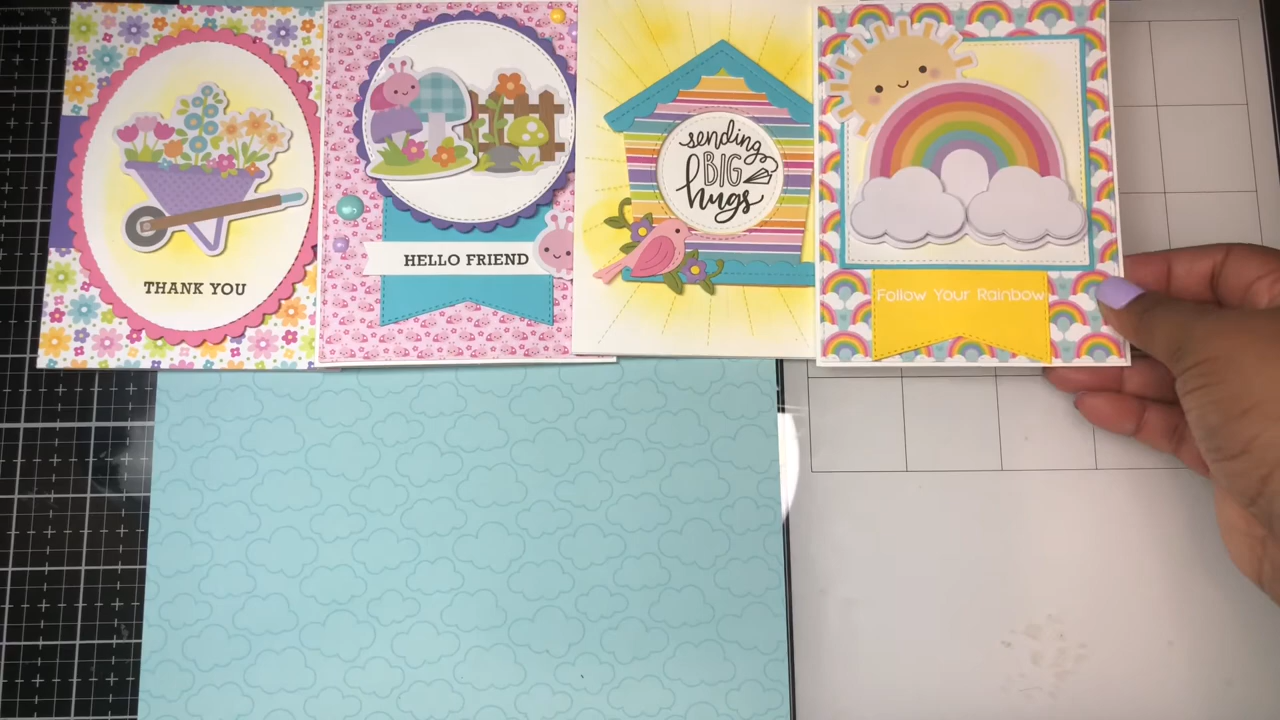 THANK YOU
HELLO FRIEND
sending
BIG
hugs
Follow Your Rainbow